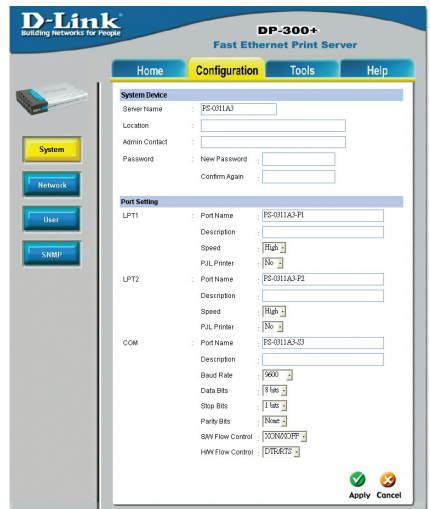 D-Link
Building Networks for People
DP-300+
Fast Ethernet Print Server
Home Configuration Tools Help
System
Network
User
SNMP
System Device
Server Name : PS-0311A3
Location :
Admin Contact :
Password : New Password :
Confirm Again :
Port Setting
LPT1 : Port Name : PS-0311A3-P1
Description :
Speed : High
PJL Printer : No
LPT2 : Port Name : PS-0311A3-P2
Description :
Speed : High
PJL Printer : No
COM : Port Name : PS-0311A3-S3
Description :
Baud Rate : 9600
Data Bits : 8 bits
Stop Bits : 1 bits
Parity Bits : None
S/W Flow Control : XON/XOFF
H/W Flow Control : DTR/RTS
Apply Cancel